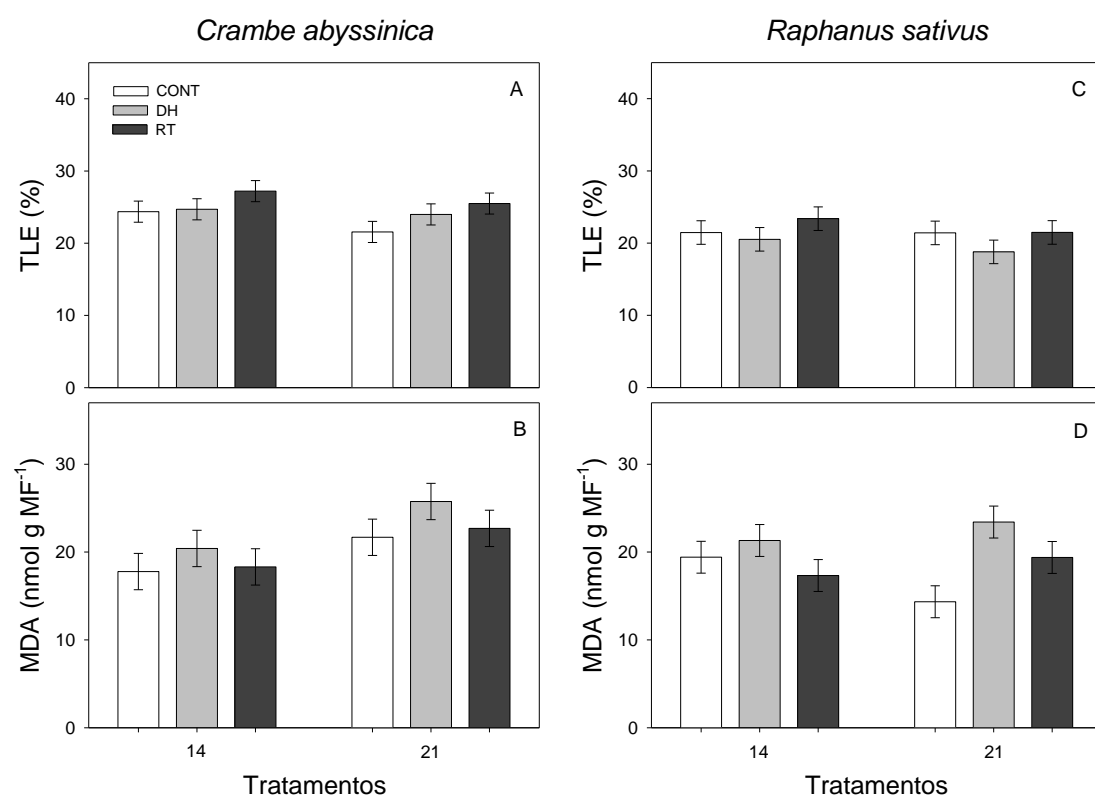 Crambe abyssinica
Raphanus sativus
A
CONT
DH
RT
TLE (%)
40
30
20
10
0
C
TLE (%)
40
30
20
10
0
B
MDA (nmol g MF-1)
30
20
10
0
14
21
Tratamentos
D
MDA (nmol g MF-1)
30
20
10
0
14
21
Tratamentos